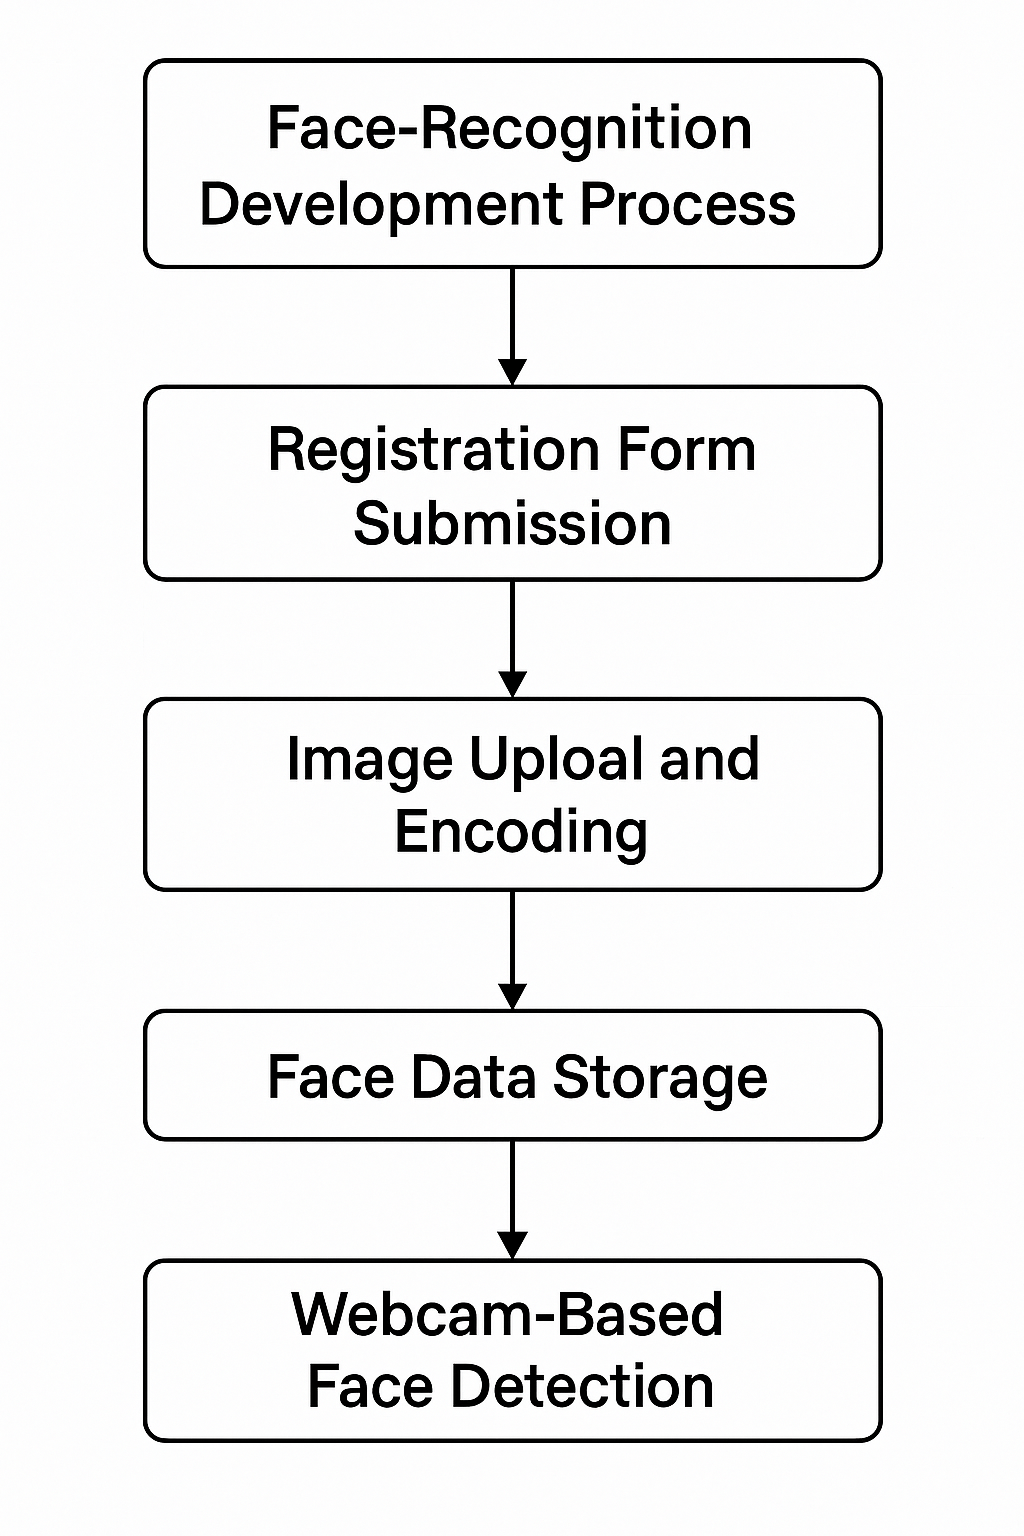 Face-Recognition
Development Process
Registration Form
Submission
Image Uploal and
Encoding
Face Data Storage
Webcam-Based
Face Detection